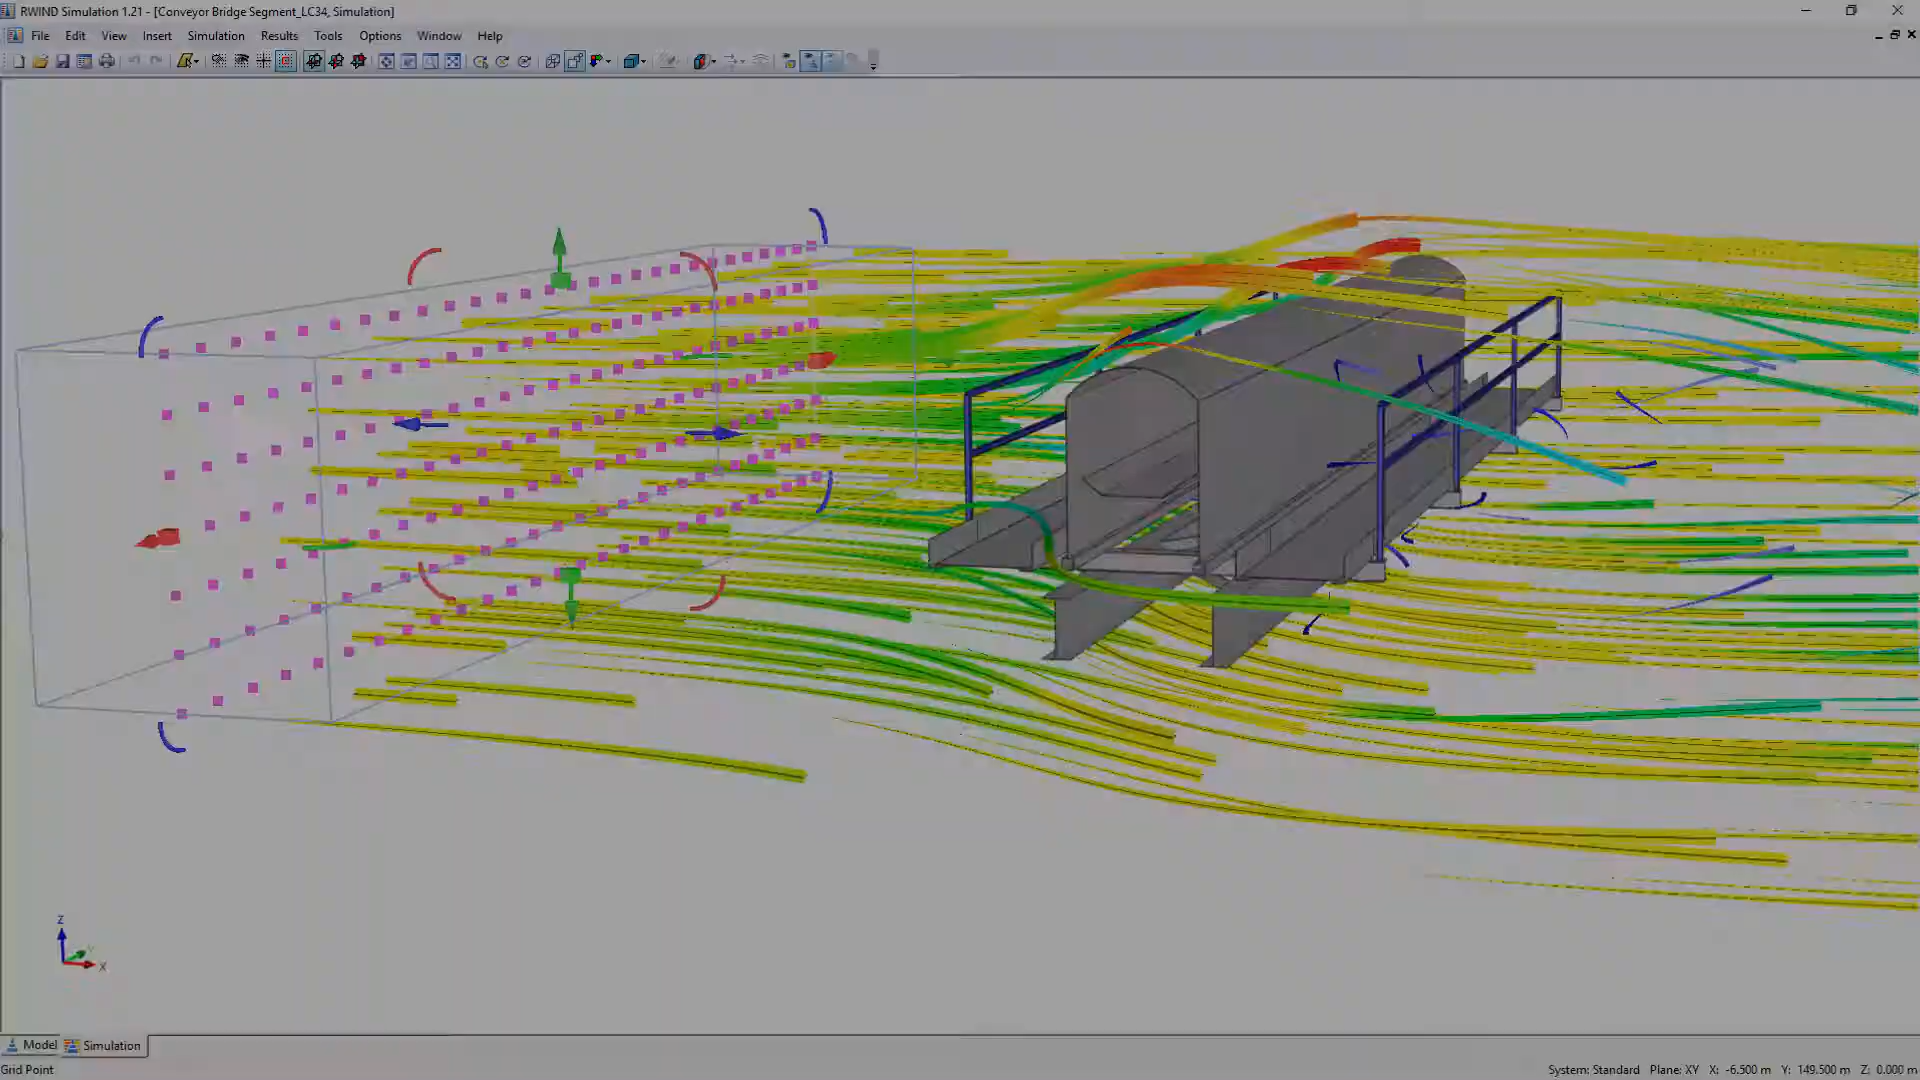 RWIND Simulation 1.21 - [Conveyor Bridge Segment_LC34, Simulation]
File Edit View Insert Simulation Results Tools Options Window Help
Z
Y
X
Model Simulation
Grid Point
System: Standard Plane: XY X: -6.500 m Y: 149.500 m Z: 0.000 m